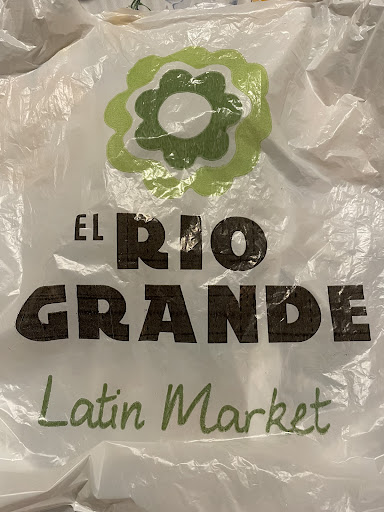 EL RIO
GRANDE
Latin Market